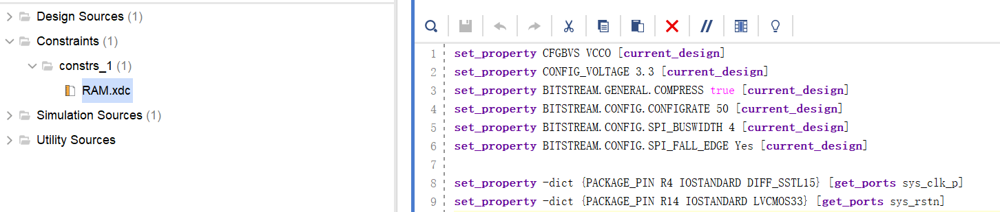 Design Sources (1)
Constraints (1)
constrs_1 (1)
RAM.xdc
Simulation Sources (1)
Utility Sources
1 set_property CFGBVS VCCO [current_design]
2 set_property CONFIG_VOLTAGE 3.3 [current_design]
3 set_property BITSTREAM.GENERAL.COMPRESS true [current_design]
4 set_property BITSTREAM.CONFIG.CONFIGRATE 50 [current_design]
5 set_property BITSTREAM.CONFIG.SPI_BUSWIDTH 4 [current_design]
6 set_property BITSTREAM.CONFIG.SPI_FALL_EDGE Yes [current_design]
7
8 set_property -dict {PACKAGE_PIN R4 IOSTANDARD DIFF_SSTL15} [get_ports sys_clk_p]
9 set_property -dict {PACKAGE_PIN R14 IOSTANDARD LVCMOS33} [get_ports sys_rstn]